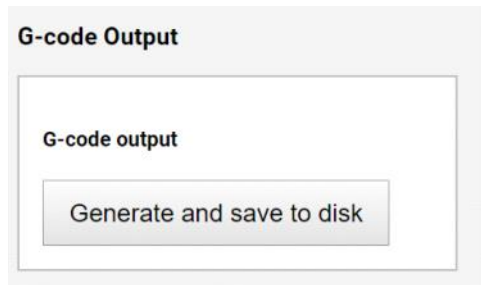 G-code Output
G-code output
Generate and save to disk